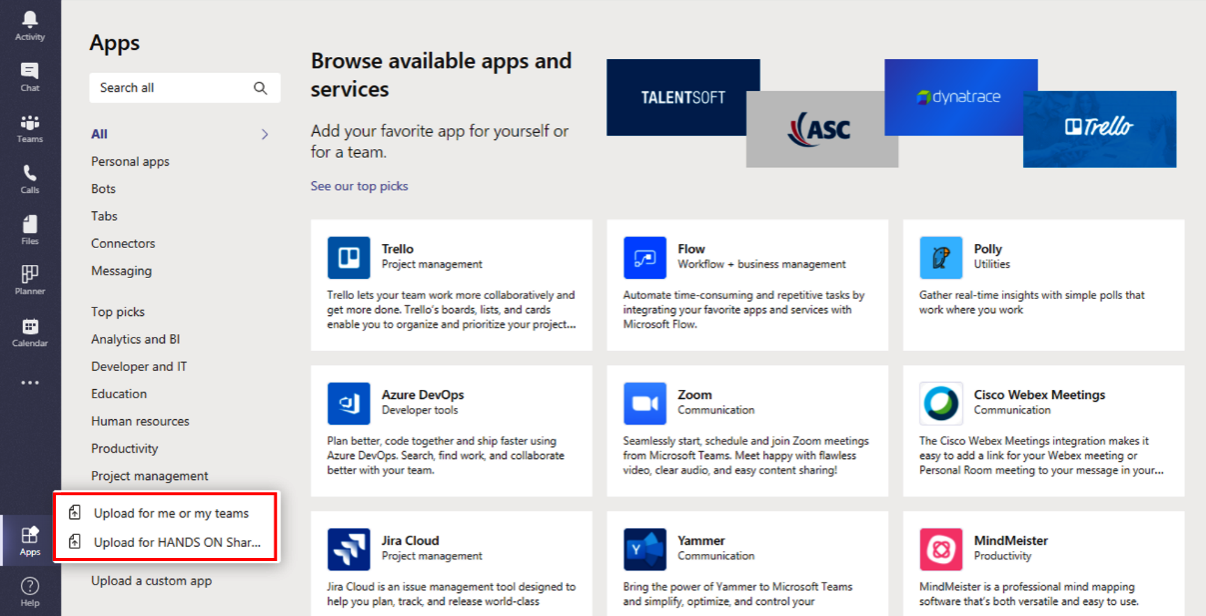 Activity
Chat
Teams
Calls
Files
Planner
Calendar
Apps
Help
Apps
Search all
All
Personal apps
Bots
Tabs
Connectors
Messaging
Top picks
Analytics and BI
Developer and IT
Education
Human resources
Productivity
Project management
Upload for me or my teams
Upload for HANDS ON Shar...
Upload a custom app
Browse available apps and
services
Add your favorite app for yourself or
for a team.
See our top picks
TALENTSOFT
ASC
dynatrace
Trello
Trello
Project management
Trello lets your team work more collaboratively and
get more done. Trello's boards, lists, and cards
enable you to organize and prioritize your project...
Flow
Workflow + business management
Automate time-consuming and repetitive tasks by
integrating your favorite apps and services with
Microsoft Flow.
Polly
Utilities
Gather real-time insights with simple polls that
work where you work
Azure DevOps
Developer tools
Plan better, code together and ship faster using
Azure DevOps. Search, find work, and collaborate
better with your team.
Zoom
Communication
Seamlessly start, schedule and join Zoom meetings
from Microsoft Teams. Meet happy with flawless
video, clear audio, and easy content sharing!
Cisco Webex Meetings
Communication
The Cisco Webex Meetings integration makes it
easy to add a link for your Webex meeting or
Personal Room meeting to your message in your...
Jira Cloud
Project management
Jira Cloud is an issue management tool designed to
help you plan, track, and release world-class
Y
Yammer
Communication
Bring the power of Yammer to Microsoft Teams
and simplify, optimize, and control your
MindMeister
Productivity
MindMeister is a professional mind mapping
software that's both versatile and easy to use.